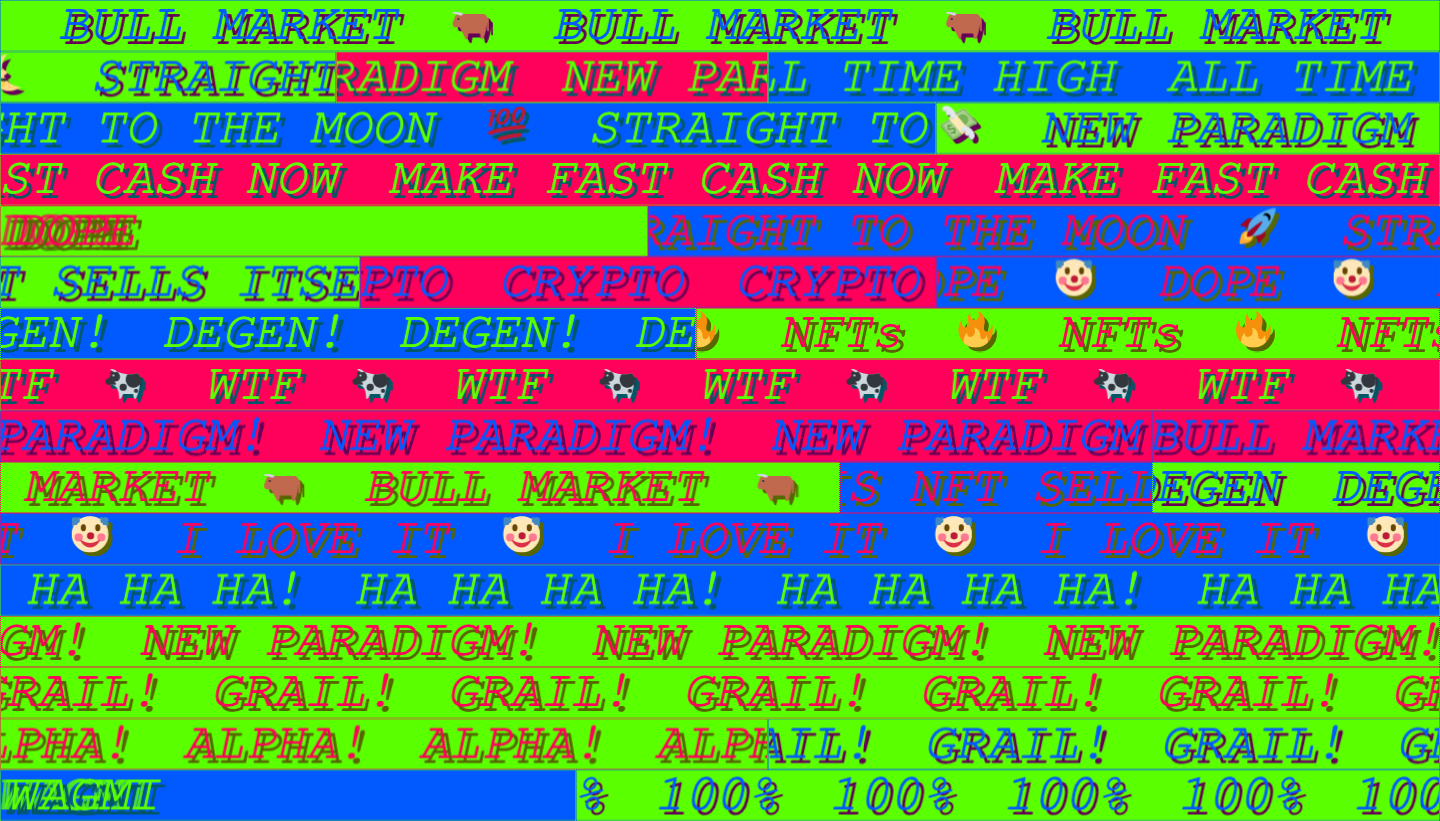 BULL MARKET 🐂 BULL MARKET 🐂 BULL MARKET
STRAIGHT RADIGM NEW PAR LL TIME HIGH ALL TIME
HT TO THE MOON 💯 STRAIGHT TO 💸 NEW PARADIGM
ST CASH NOW MAKE FAST CASH NOW MAKE FAST CASH
DOPE RAIGHT TO THE MOON 🚀 STRA
T SELLS ITSE PTO CRYPTO CRYPTO OPE 🤡 DOPE 🤡
GEN! DEGEN! DEGEN! DE 🔥 NFTs 🔥 NFTs 🔥 NFTs
TF 🐄 WTF 🐄 WTF 🐄 WTF 🐄 WTF 🐄 WTF 🐄
PARADIGM! NEW PARADIGM! NEW PARADIGM BULL MARKE
MARKET 🐂 BULL MARKET 🐂 S NFT SELL DEGEN DEGE
T 🤡 I LOVE IT 🤡 I LOVE IT 🤡 I LOVE IT 🤡
HA HA HA! HA HA HA HA! HA HA HA HA! HA HA HA
GM! NEW PARADIGM! NEW PARADIGM! NEW PARADIGM!
GRAIL! GRAIL! GRAIL! GRAIL! GRAIL! GRAIL! GR
LPHA! ALPHA! ALPHA! ALPH AIL! GRAIL! GRAIL! G
WAGMI % 100% 100% 100% 100% 100